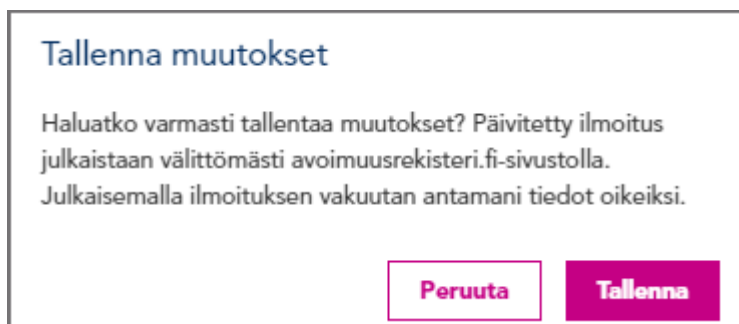 Tallenna muutokset
Haluatko varmasti tallentaa muutokset? Päivitetty ilmoitus
julkaistaan välittömästi avoimuusrekisteri.fi-sivustolla.
Julkaisemalla ilmoituksen vakuutan antamani tiedot oikeiksi.
Peruuta Tallenna